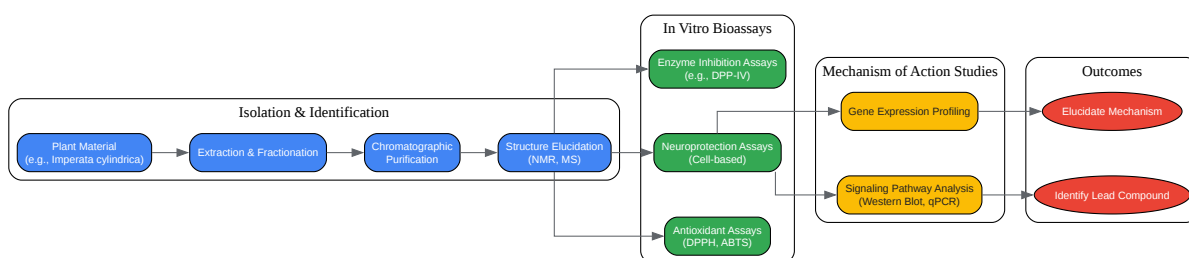 Isolation & Identification
Plant Material
(e.g., Imperata cylindrica)
Extraction & Fractionation
Chromatographic
Purification
Structure Elucidation
(NMR, MS)
In Vitro Bioassays
Enzyme Inhibition Assays
(e.g., DPP-IV)
Neuroprotection Assays
(Cell-based)
Antioxidant Assays
(DPPH, ABTS)
Mechanism of Action Studies
Gene Expression Profiling
Signaling Pathway Analysis
(Western Blot, qPCR)
Outcomes
Elucidate Mechanism
Identify Lead Compound